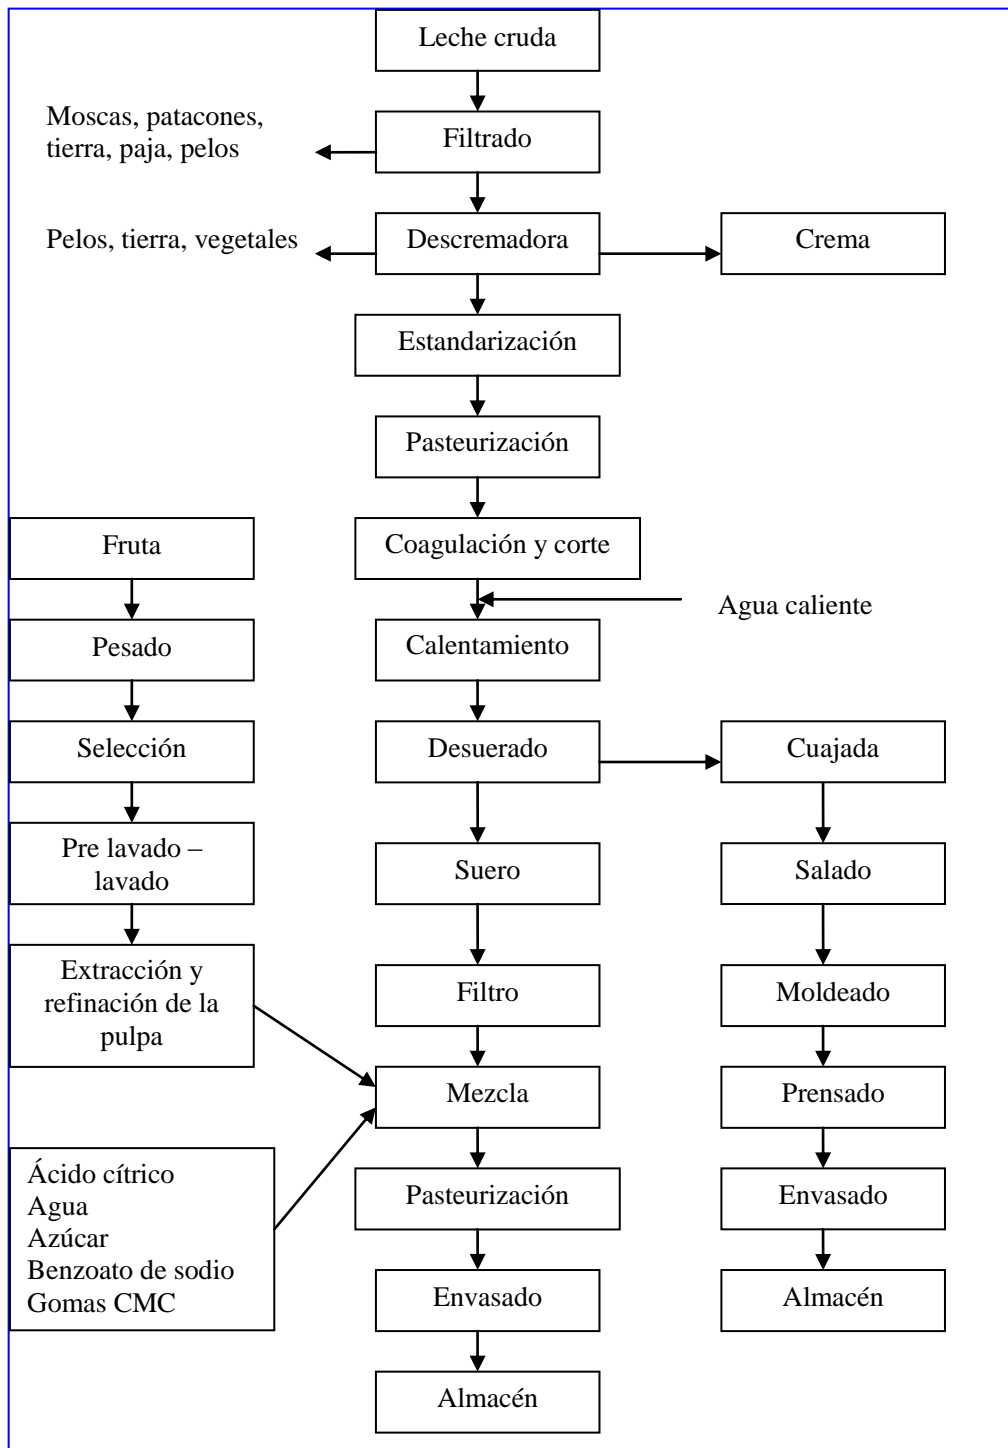 Leche cruda
Moscas, patacones,
tierra, paja, pelos
Filtrado
Pelos, tierra, vegetales
Descremadora
Crema
Estandarización
Pasteurización
Fruta
Coagulación y corte
Agua caliente
Pesado
Calentamiento
Selección
Desuerado
Cuajada
Pre lavado –
lavado
Suero
Salado
Extracción y
refinación de la
pulpa
Filtro
Moldeado
Mezcla
Prensado
Ácido cítrico
Agua
Azúcar
Benzoato de sodio
Gomas CMC
Pasteurización
Envasado
Envasado
Almacén
Almacén